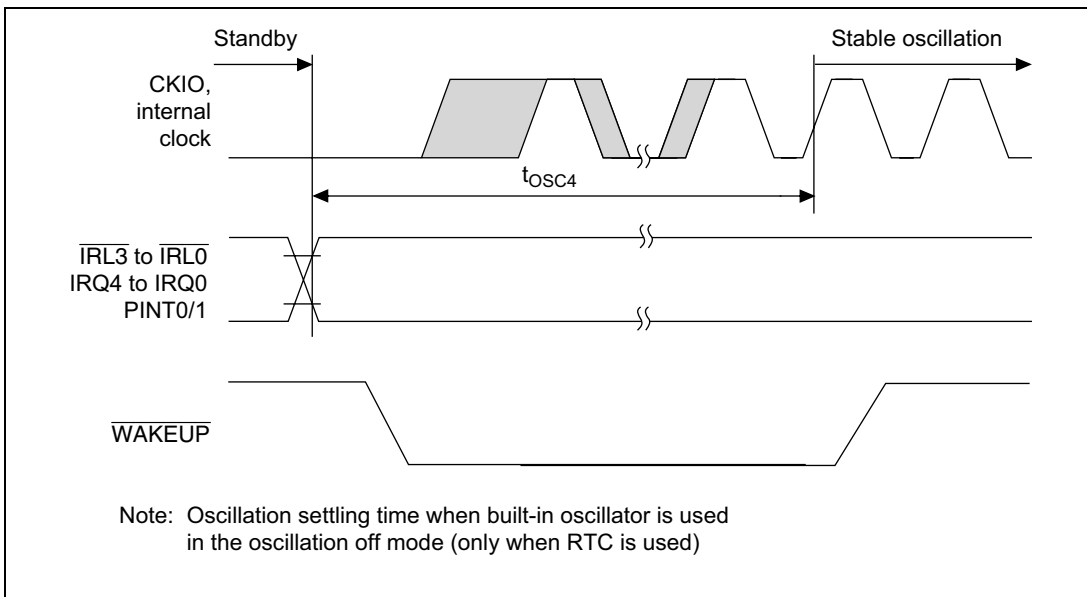 Standby
Stable oscillation
CKIO,
internal
clock
tOSC4
IRL3 to IRL0
IRQ4 to IRQ0
PINT0/1
WAKEUP
Note: Oscillation settling time when built-in oscillator is used
in the oscillation off mode (only when RTC is used)